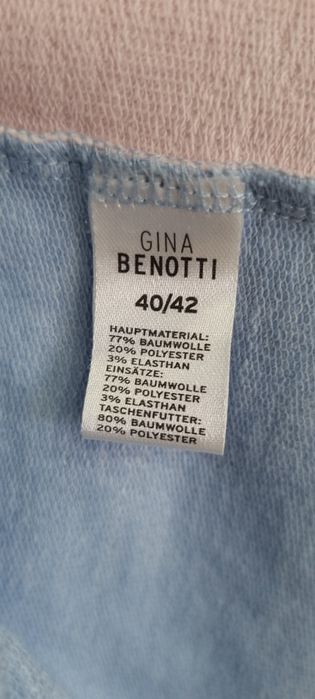 GINA
BENOTTI
40/42
HAUPTMATERIAL:
77% BAUMWOLLE
20% POLYESTER
3% ELASTHAN
EINSÄTZE:
77% BAUMWOLLE
20% POLYESTER
3% ELASTHAN
TASCHENFUTTER:
80% BAUMWOLLE
20% POLYESTER